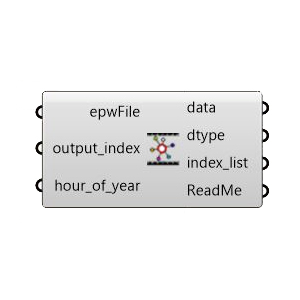 epwFile
output_index
hour_of_year
data
dtype
index_list
ReadMe